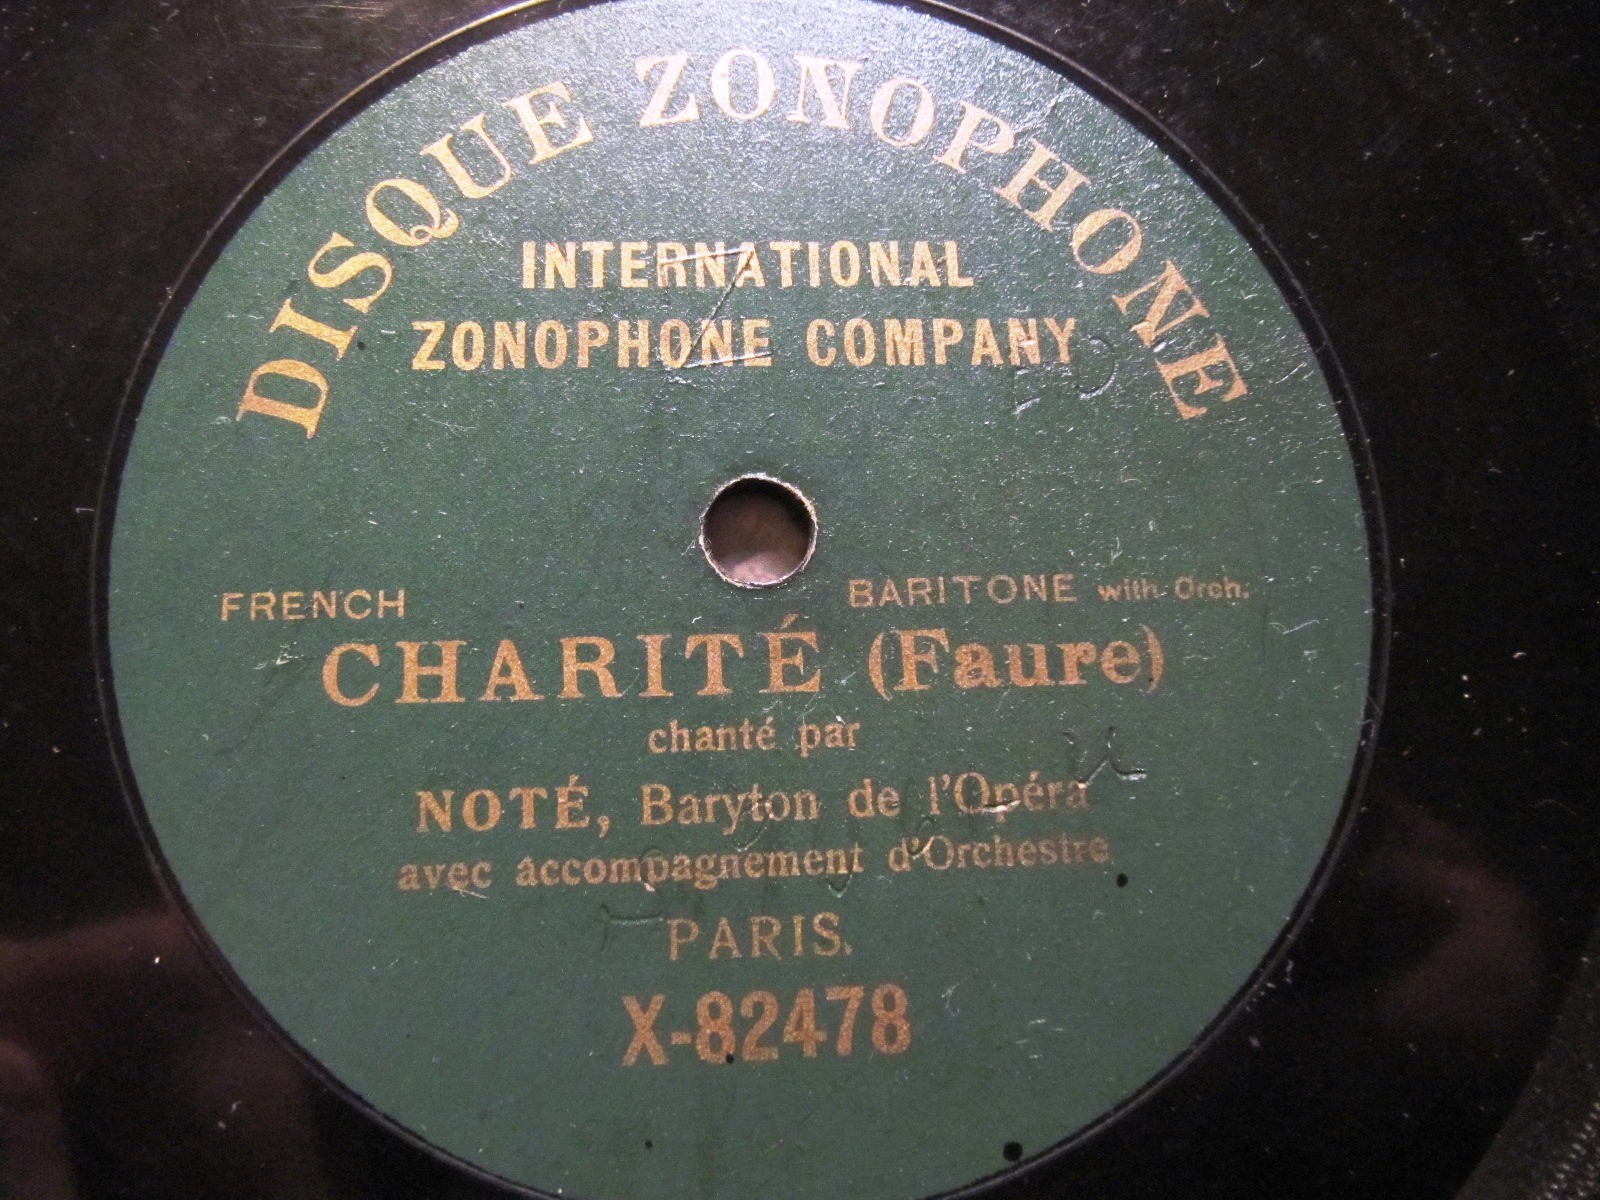 DISQUE ZONOPHONE
INTERNATIONAL
ZONOPHONE COMPANY
FRENCH BARITONE with Orch.
CHARITÉ (Faure)
chanté par
NOTÉ, Baryton de l'Opéra
avec accompagnement d'Orchestre
PARIS.
X-82478